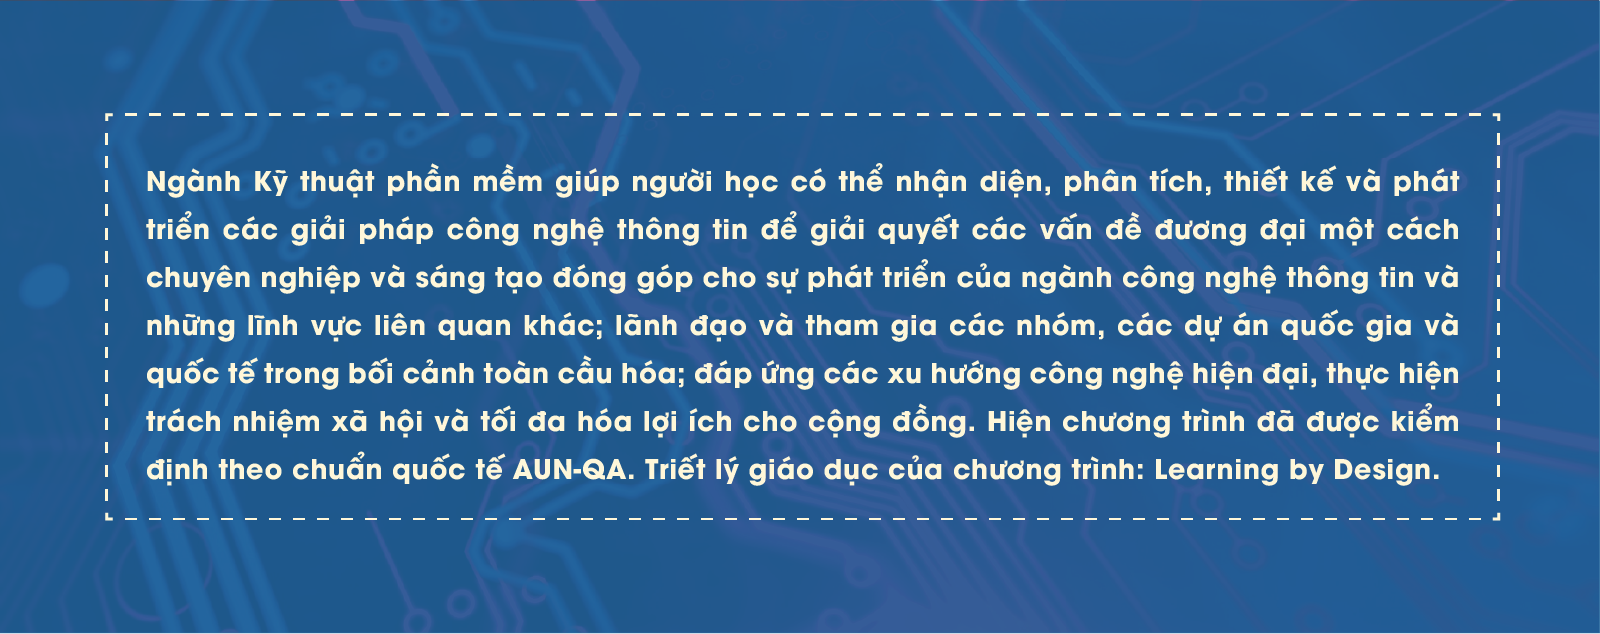 Ngành Kỹ thuật phần mềm giúp người học có thể nhận diện, phân tích, thiết kế và phát
triển các giải pháp công nghệ thông tin để giải quyết các vấn đề đương đại một cách
chuyên nghiệp và sáng tạo đóng góp cho sự phát triển của ngành công nghệ thông tin và
những lĩnh vực liên quan khác; lãnh đạo và tham gia các nhóm, các dự án quốc gia và
quốc tế trong bối cảnh toàn cầu hóa; đáp ứng các xu hướng công nghệ hiện đại, thực hiện
trách nhiệm xã hội và tối đa hóa lợi ích cho cộng đồng. Hiện chương trình đã được kiểm
định theo chuẩn quốc tế AUN-QA. Triết lý giáo dục của chương trình: Learning by Design.